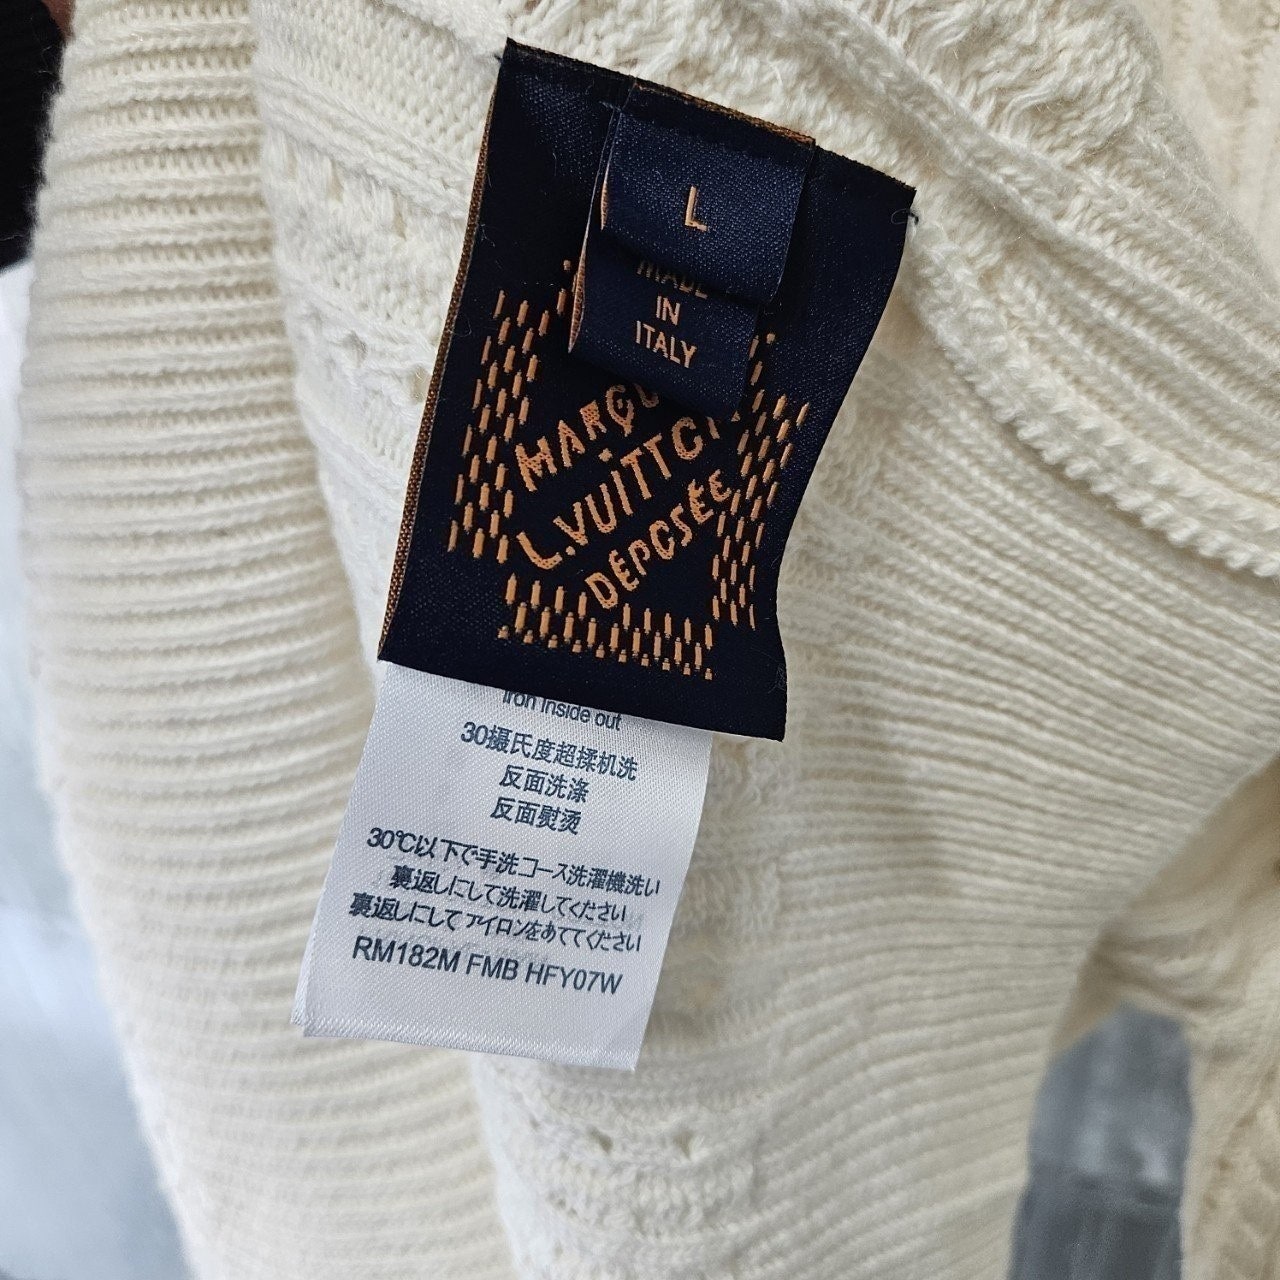 L
MADE
IN
ITALY
L.VUITTON
DÉPOSÉE
Iron inside out
30摄氏度超揉机洗
反面洗涤
反面熨烫
30℃以下で手洗コース洗濯機洗い
裏返しにして洗濯してください
裏返しにしてアイロンをあててください
RM182M FMB HFY07W